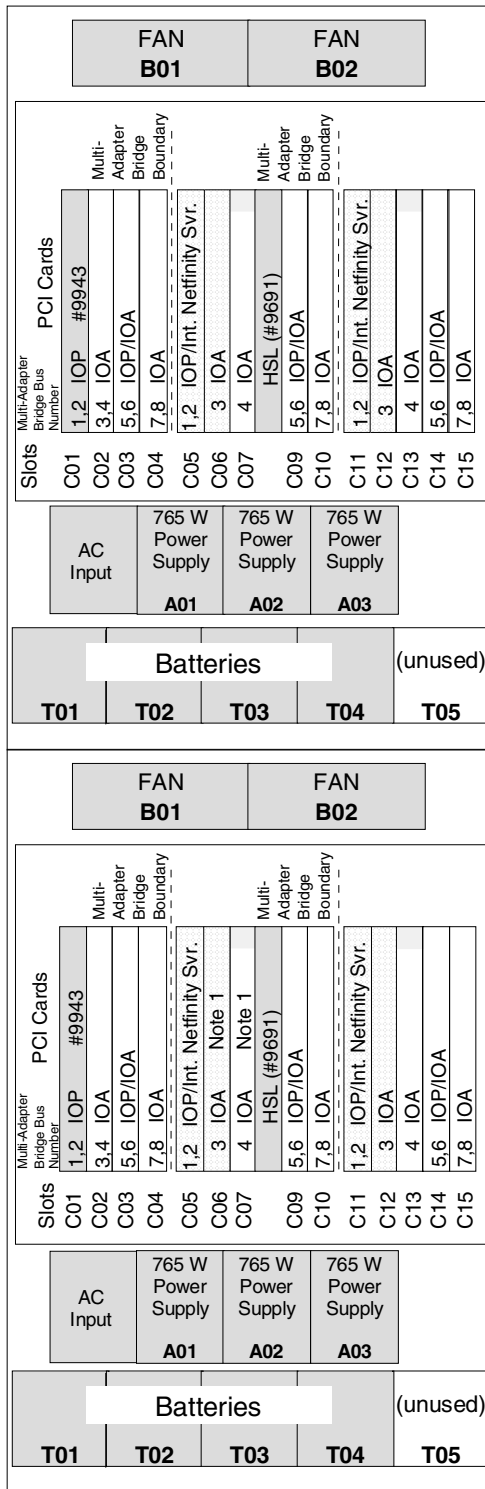 FAN
B01
FAN
B02
Multi-
Adapter
Bridge
Boundary
Multi-
Adapter
Bridge
Boundary
PCI Cards
Multi-Adapter
Bridge Bus
Number
Slots
C01 1,2 IOP #9943
C02 3,4 IOA
C03 5,6 IOP/IOA
C04 7,8 IOA
C05 1,2 IOP/Int. Netfinity Svr.
C06 3 IOA
C07 4 IOA
HSL (#9691)
C09 5,6 IOP/IOA
C10 7,8 IOA
C11 1,2 IOP/Int. Netfinity Svr.
C12 3 IOA
C13 4 IOA
C14 5,6 IOP/IOA
C15 7,8 IOA
AC
Input
765 W
Power
Supply
A01
765 W
Power
Supply
A02
765 W
Power
Supply
A03
Batteries
(unused)
T01 T02 T03 T04 T05
FAN
B01
FAN
B02
Multi-
Adapter
Bridge
Boundary
Multi-
Adapter
Bridge
Boundary
PCI Cards
Multi-Adapter
Bridge Bus
Number
Slots
C01 1,2 IOP #9943
C02 3,4 IOA
C03 5,6 IOP/IOA
C04 7,8 IOA
C05 1,2 IOP/Int. Netfinity Svr.
C06 3 IOA Note 1
C07 4 IOA Note 1
HSL (#9691)
C09 5,6 IOP/IOA
C10 7,8 IOA
C11 1,2 IOP/Int. Netfinity Svr.
C12 3 IOA
C13 4 IOA
C14 5,6 IOP/IOA
C15 7,8 IOA
AC
Input
765 W
Power
Supply
A01
765 W
Power
Supply
A02
765 W
Power
Supply
A03
Batteries
(unused)
T01 T02 T03 T04 T05